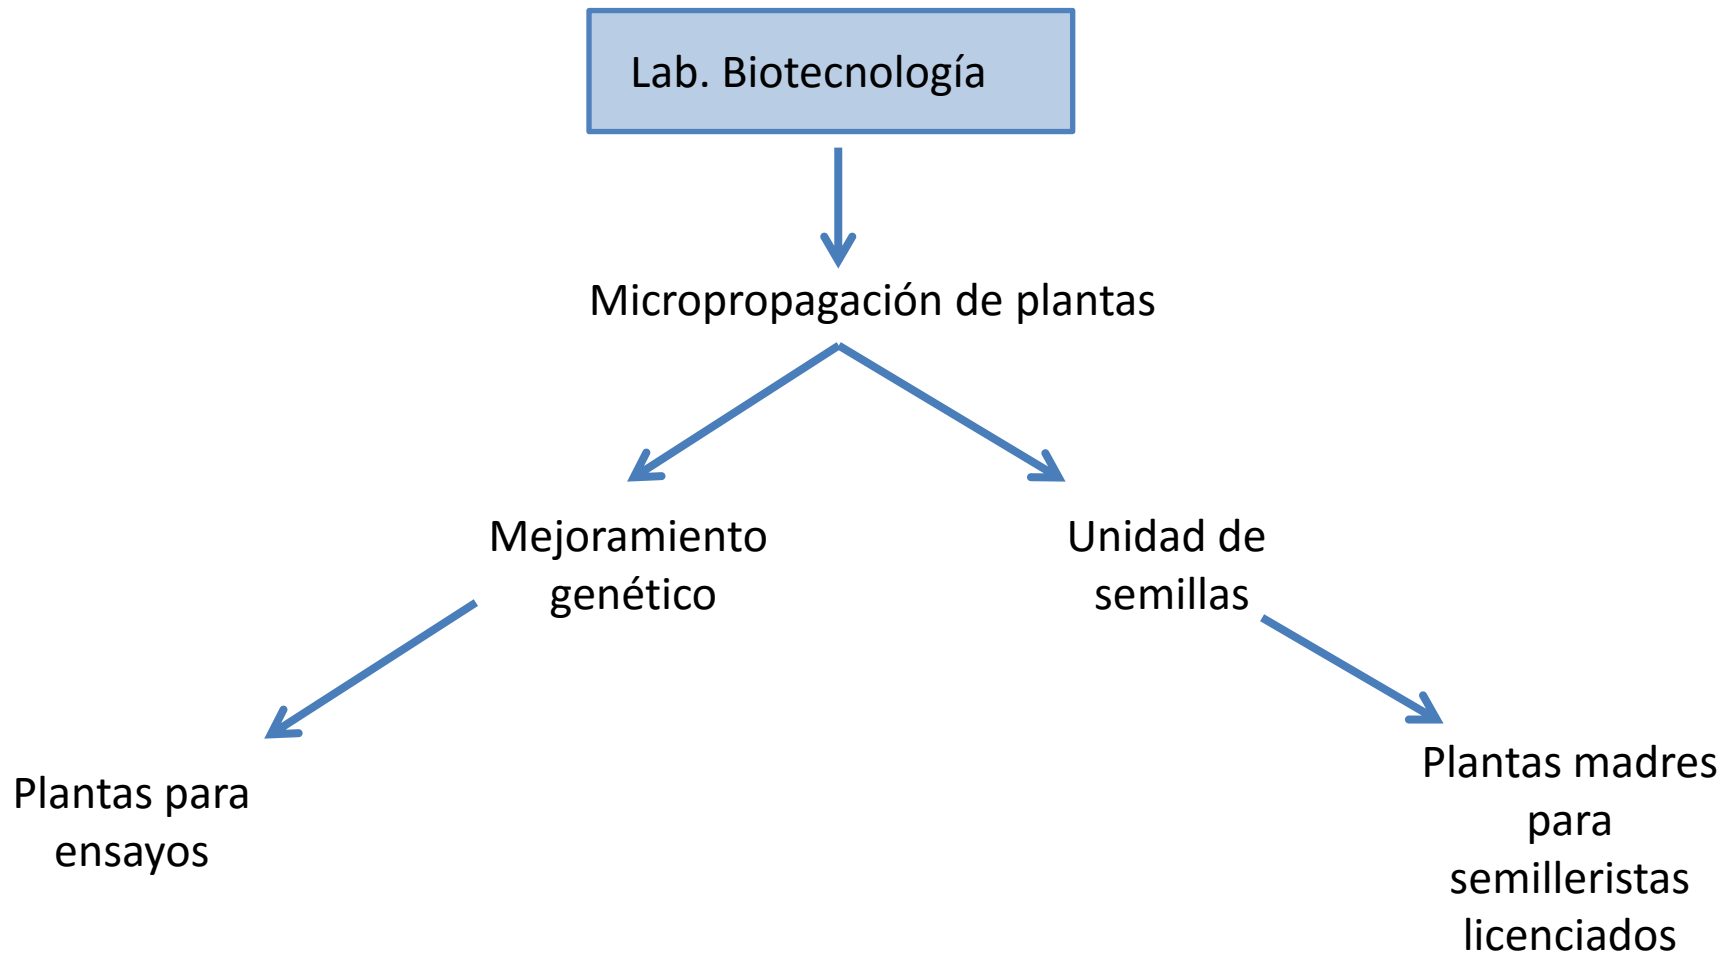 Lab. Biotecnología
Micropropagación de plantas
Mejoramiento
genético
Unidad de
semillas
Plantas para
ensayos
Plantas madres
para
semilleristas
licenciados